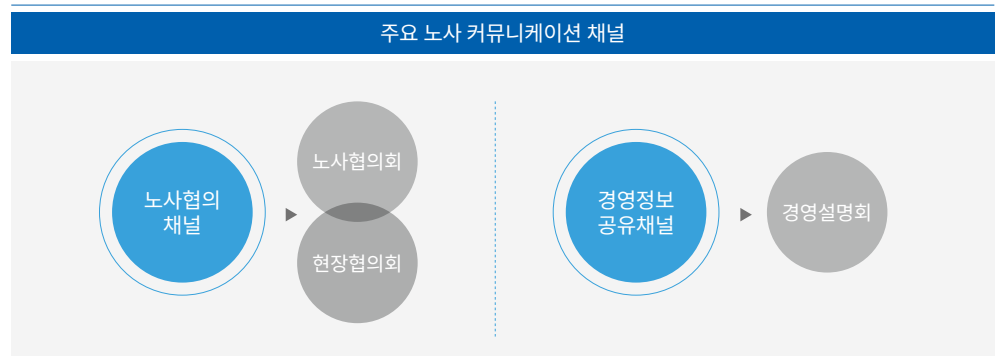 주요 노사 커뮤니케이션 채널
노사협의
채널
노사협의회
현장협의회
경영정보
공유채널
경영설명회